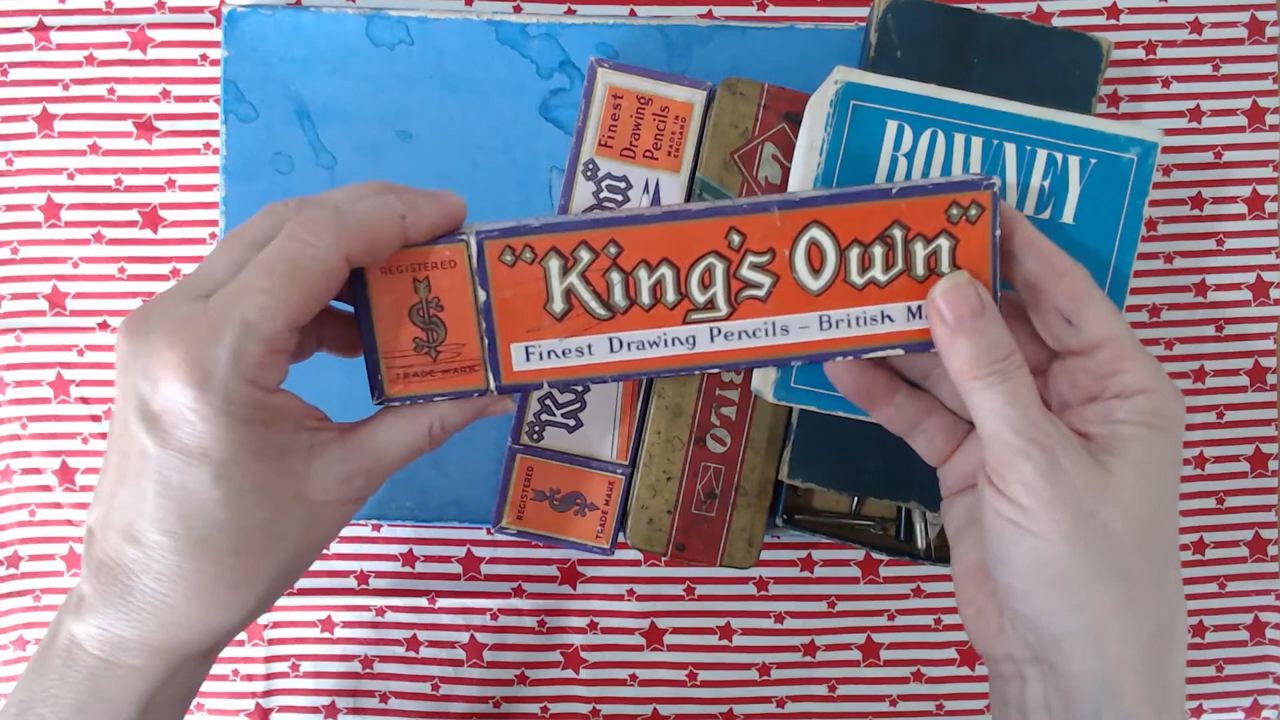 Finest
Drawing
Pencils
MADE IN
ENGLAND
ROWNEY
REGISTERED
TRADE MARK
"King's Own"
Finest Drawing Pencils - British
REGISTERED
TRADE MARK